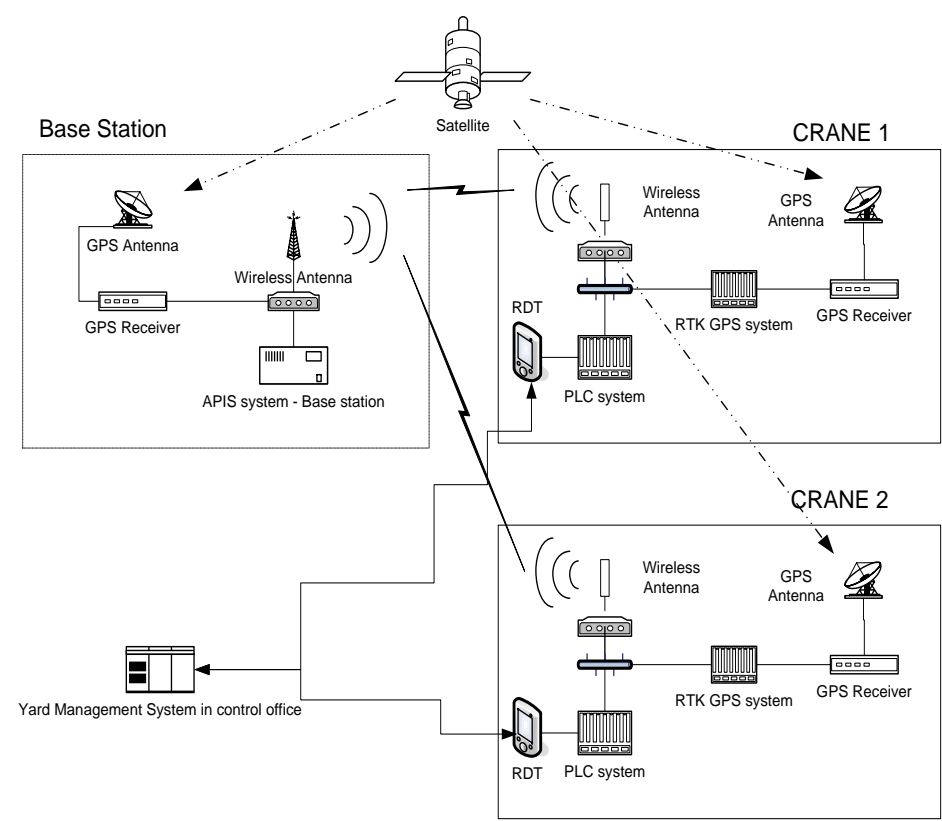 Satellite
Base Station
GPS Antenna
Wireless Antenna
GPS Receiver
APIS system - Base station
CRANE 1
Wireless
Antenna
GPS
Antenna
RTK GPS system
GPS Receiver
RDT
PLC system
CRANE 2
Wireless
Antenna
GPS
Antenna
RTK GPS system
GPS Receiver
RDT
PLC system
Yard Management System in control office